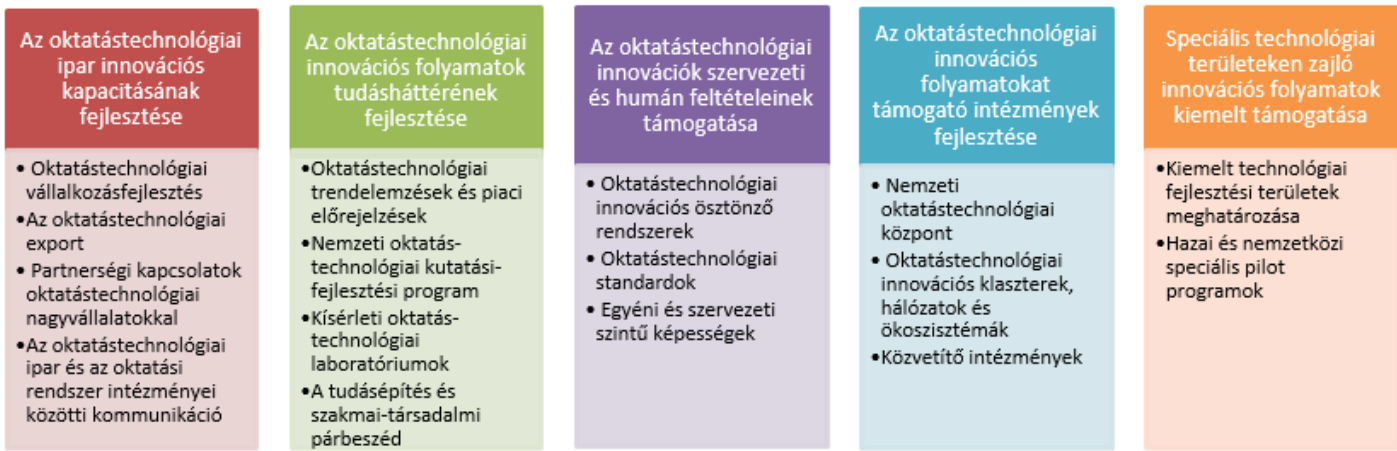 Az oktatástechnológiai
ipar innovációs
kapacitásának
fejlesztése
• Oktatástechnológiai
vállalkozásfejlesztés
•Az oktatástechnológiai
export
• Partnerségi kapcsolatok
oktatástechnológiai
nagyvállalatokkal
•Az oktatástechnológiai
ipar és az oktatási
rendszer intézményei
közötti kommunikáció
Az oktatástechnológiai
innovációs folyamatok
tudásháttérének
fejlesztése
•Oktatástechnológiai
trendelemzések és piaci
előrejelzések
•Nemzeti oktatás-
technológiai kutatási-
fejlesztési program
•Kísérleti oktatás-
technológiai
laboratóriumok
•A tudásépítés és
szakmai-társadalmi
párbeszéd
Az oktatástechnológiai
innovációk szervezeti
és humán feltételeinek
támogatása
• Oktatástechnológiai
innovációs ösztönző
rendszerek
• Oktatástechnológiai
standardok
• Egyéni és szervezeti
szintű képességek
Az oktatástechnológiai
innovációs
folyamatokat
támogató intézmények
fejlesztése
• Nemzeti
oktatástechnológiai
központ
• Oktatástechnológiai
innovációs klaszterek,
hálózatok és
ökoszisztémák
•Közvetítő intézmények
Speciális technológiai
területeken zajló
innovációs folyamatok
kiemelt támogatása
•Kiemelt technológiai
fejlesztési területek
meghatározása
•Hazai és nemzetközi
speciális pilot
programok